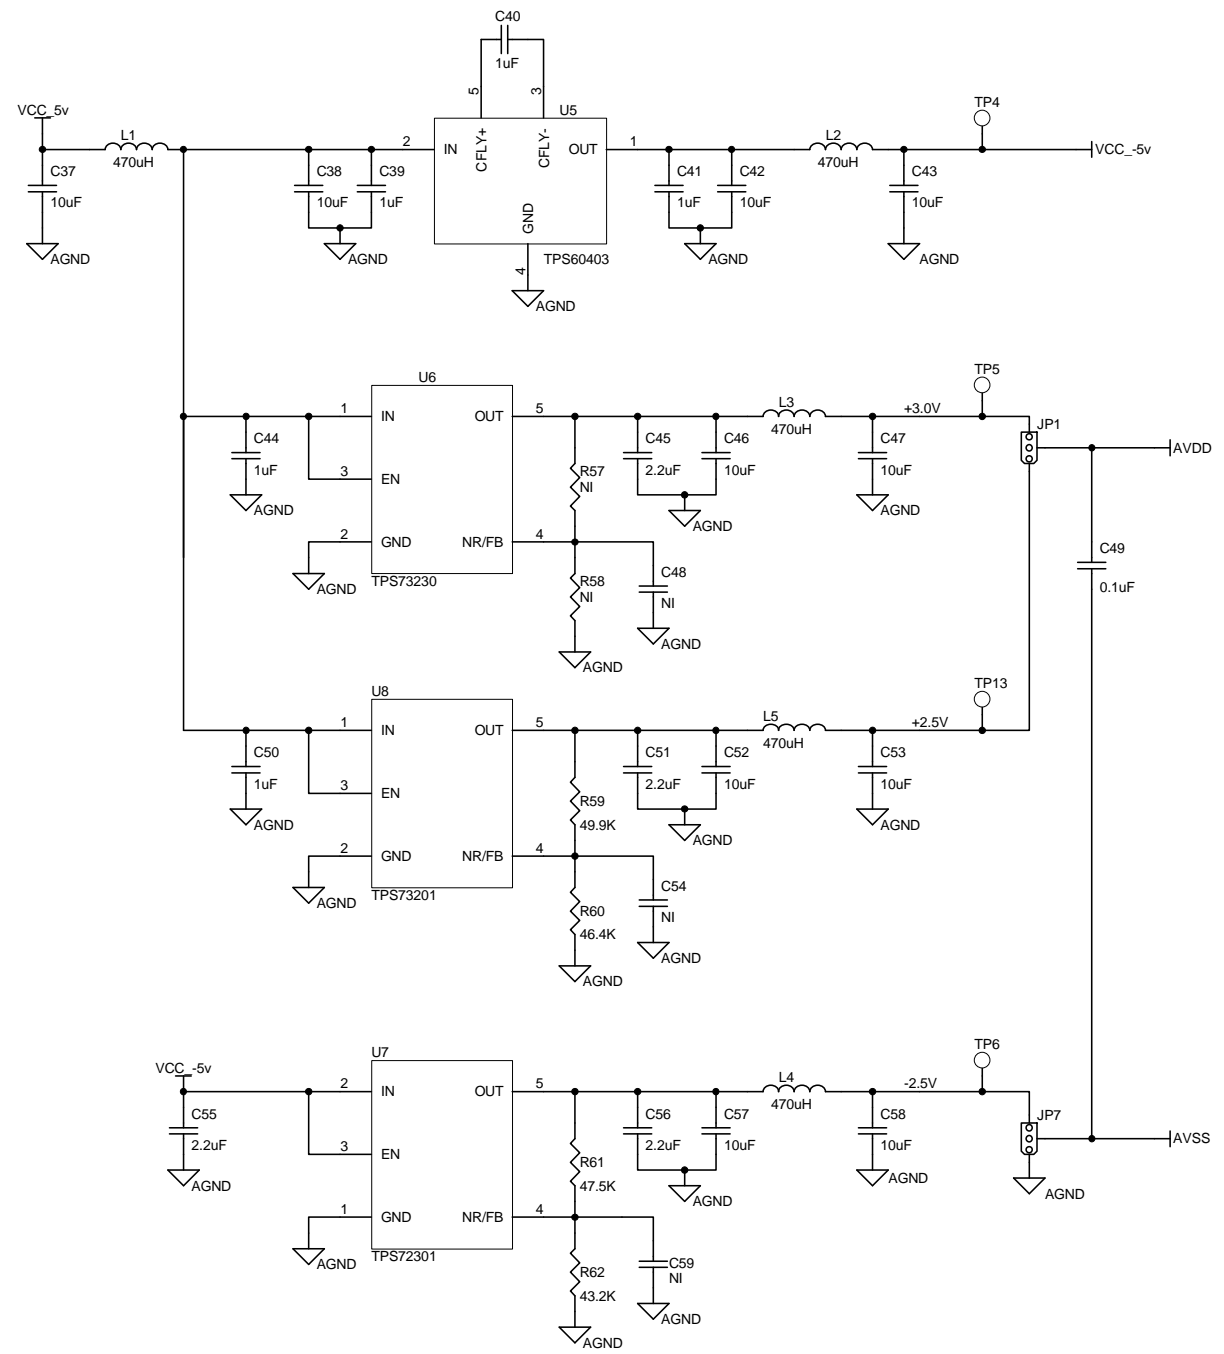 C40
1uF
5
3
U5
TP4
VCC_5v
L1
470uH
2
IN
CFLY+
CFLY-
OUT
1
L2
470uH
VCC_-5v
C37
10uF
C38
10uF
C39
1uF
C41
1uF
C42
10uF
C43
10uF
GND
AGND
AGND
4
TPS60403
AGND
AGND
AGND
U6
TP5
1
IN
OUT
5
L3
470uH
+3.0V
JP1
C44
1uF
R57
NI
C45
2.2uF
C46
10uF
C47
10uF
AVDD
3
EN
AGND
AGND
AGND
2
GND
NR/FB
4
C49
0.1uF
AGND
TPS73230
R58
NI
C48
NI
AGND
AGND
U8
TP13
1
IN
OUT
5
L5
470uH
+2.5V
C50
1uF
C51
2.2uF
C52
10uF
C53
10uF
3
EN
R59
49.9K
AGND
AGND
AGND
2
GND
NR/FB
4
AGND
TPS73201
C54
NI
R60
46.4K
AGND
AGND
U7
TP6
VCC_-5v
2
IN
OUT
5
L4
470uH
-2.5V
C55
2.2uF
C56
2.2uF
C57
10uF
C58
10uF
JP7
AVSS
3
EN
R61
47.5K
AGND
AGND
AGND
AGND
1
GND
NR/FB
4
AGND
TPS72301
R62
43.2K
C59
NI
AGND
AGND